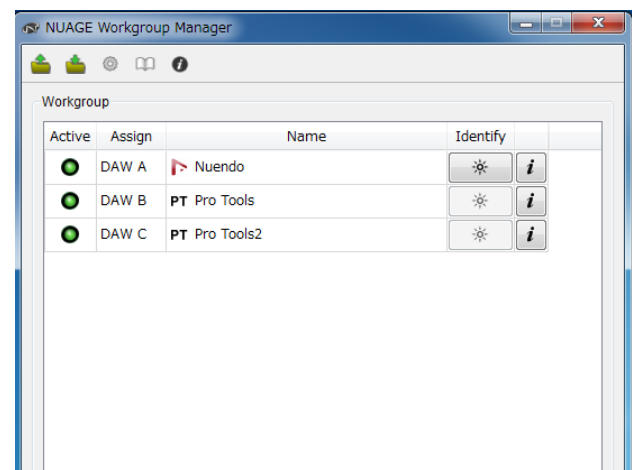 NUAGE Workgroup Manager
Workgroup
Active Assign Name Identify
DAW A Nuendo i
DAW B PT Pro Tools i
DAW C PT Pro Tools2 i